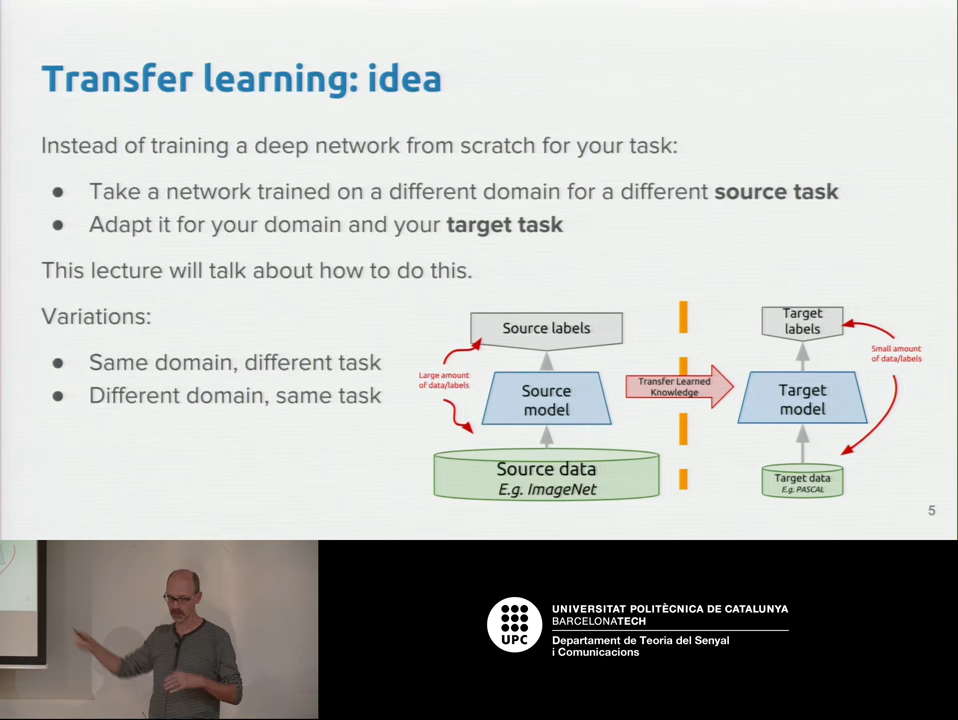 Transfer learning: idea
Instead of training a deep network from scratch for your task:
● Take a network trained on a different domain for a different source task
● Adapt it for your domain and your target task
This lecture will talk about how to do this.
Variations:
● Same domain, different task
● Different domain, same task
Source labels
Large amount
of data/labels
Source
model
Source data
E.g. ImageNet
Transfer Learned
Knowledge
Target
labels
Small amount
of data/labels
Target
model
Target data
E.g. PASCAL
5
UPC
UNIVERSITAT POLITÈCNICA DE CATALUNYA
BARCELONATECH
Departament de Teoria del Senyal
i Comunicacions